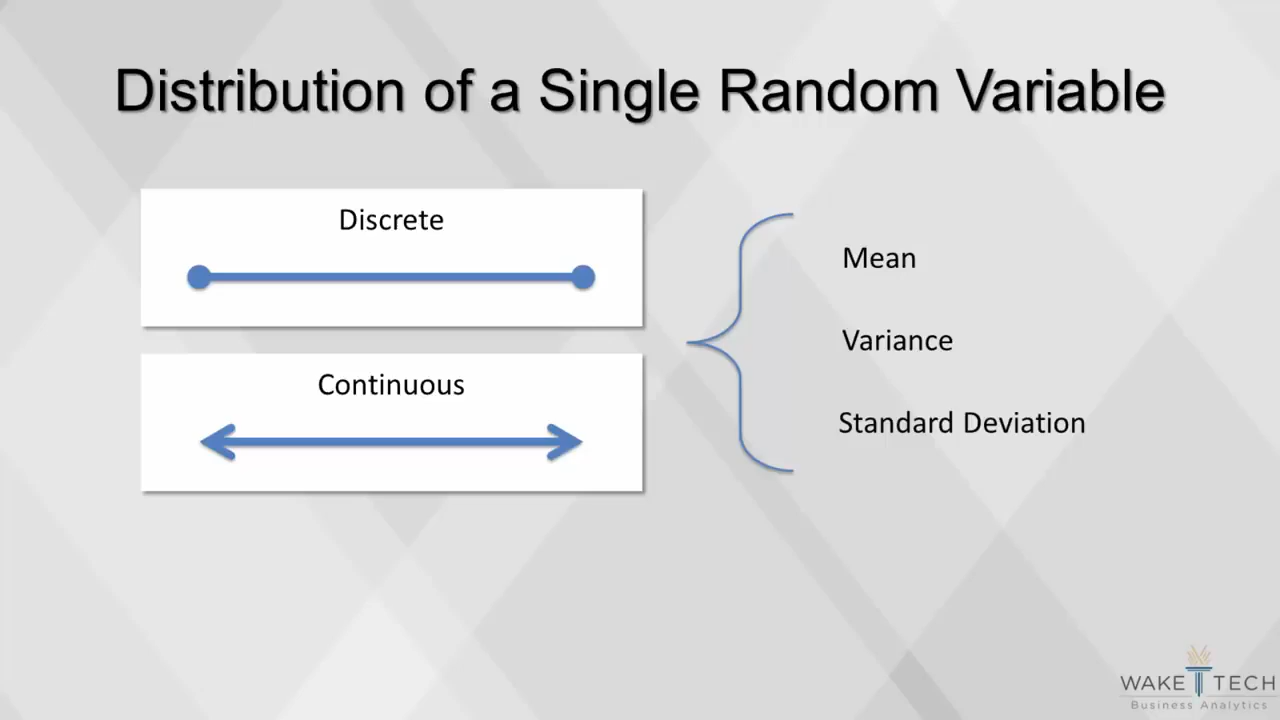 Distribution of a Single Random Variable
Discrete
Continuous
Mean
Variance
Standard Deviation
WAKE TECH
Business Analytics